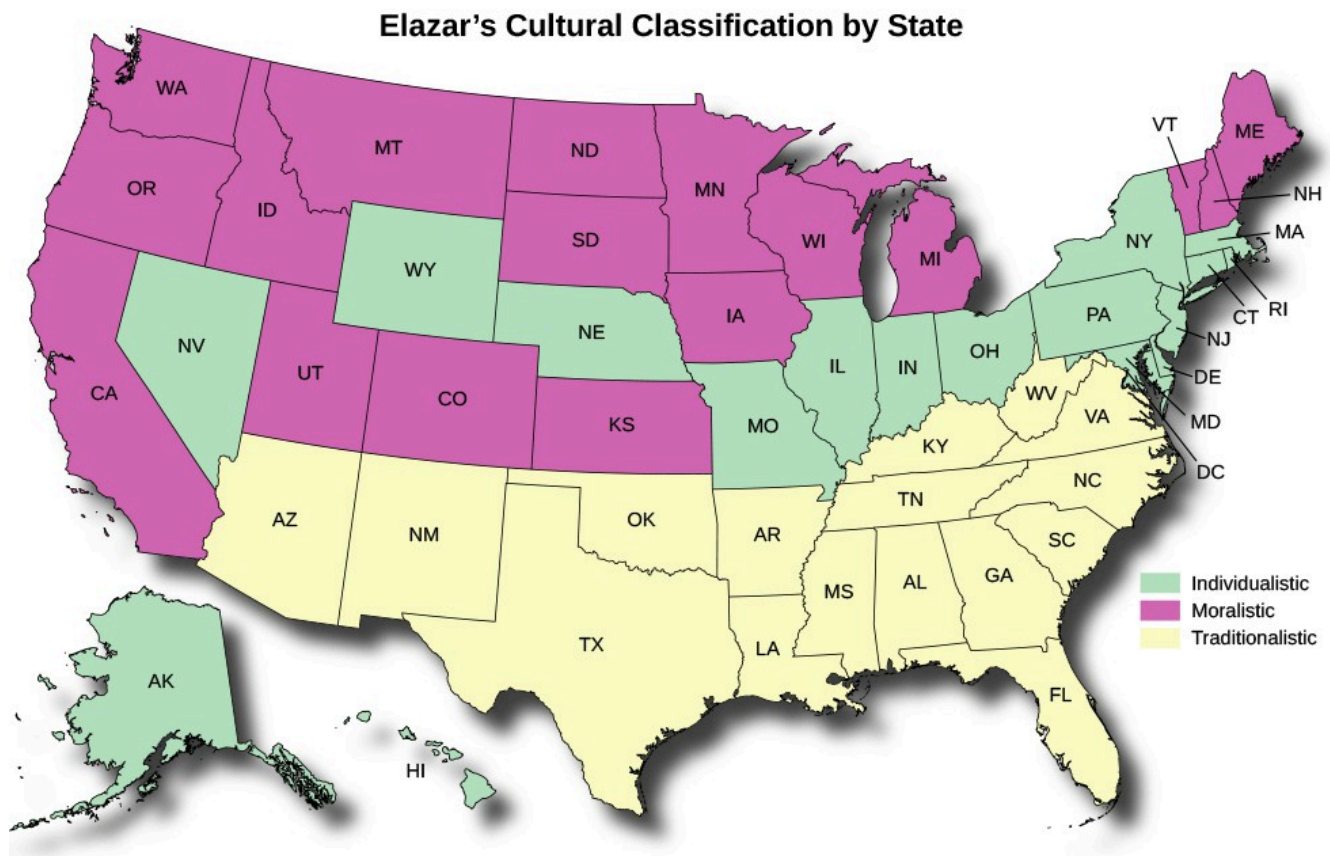 Elazar’s Cultural Classification by State
WA
MT
ND
MN
VT
ME
OR
ID
SD
WI
MI
NY
NH
MA
WY
IA
NE
PA
CT
RI
NJ
NV
UT
CO
IL
IN
OH
DE
CA
KS
MO
WV
VA
MD
KY
DC
AZ
NM
OK
AR
TN
NC
SC
MS
AL
GA
TX
LA
FL
AK
HI
Individualistic
Moralistic
Traditionalistic